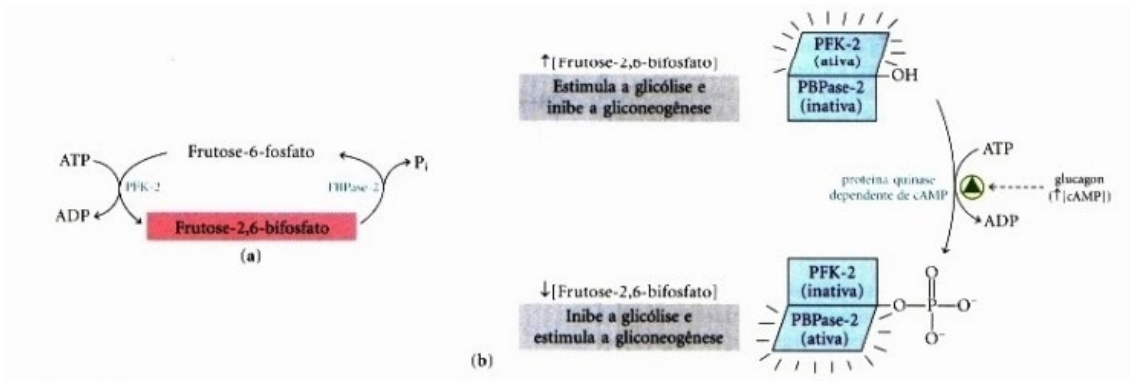 ATP
Frutose-6-fosfato
Pi
PFK-2
FBPase-2
ADP
Frutose-2,6-bifosfato
(a)
↑[Frutose-2,6-bifosfato]
Estimula a glicólise e
inibe a gliconeogênese
PFK-2
(ativa)
OH
PBPase-2
(inativa)
ATP
proteína quinase
dependente de cAMP
glucagon
(↑[cAMP])
ADP
↓[Frutose-2,6-bifosfato]
Inibe a glicólise e
estimula a gliconeogênese
PFK-2
(inativa)
PBPase-2
(ativa)
O
O—P—O⁻
O⁻
(b)